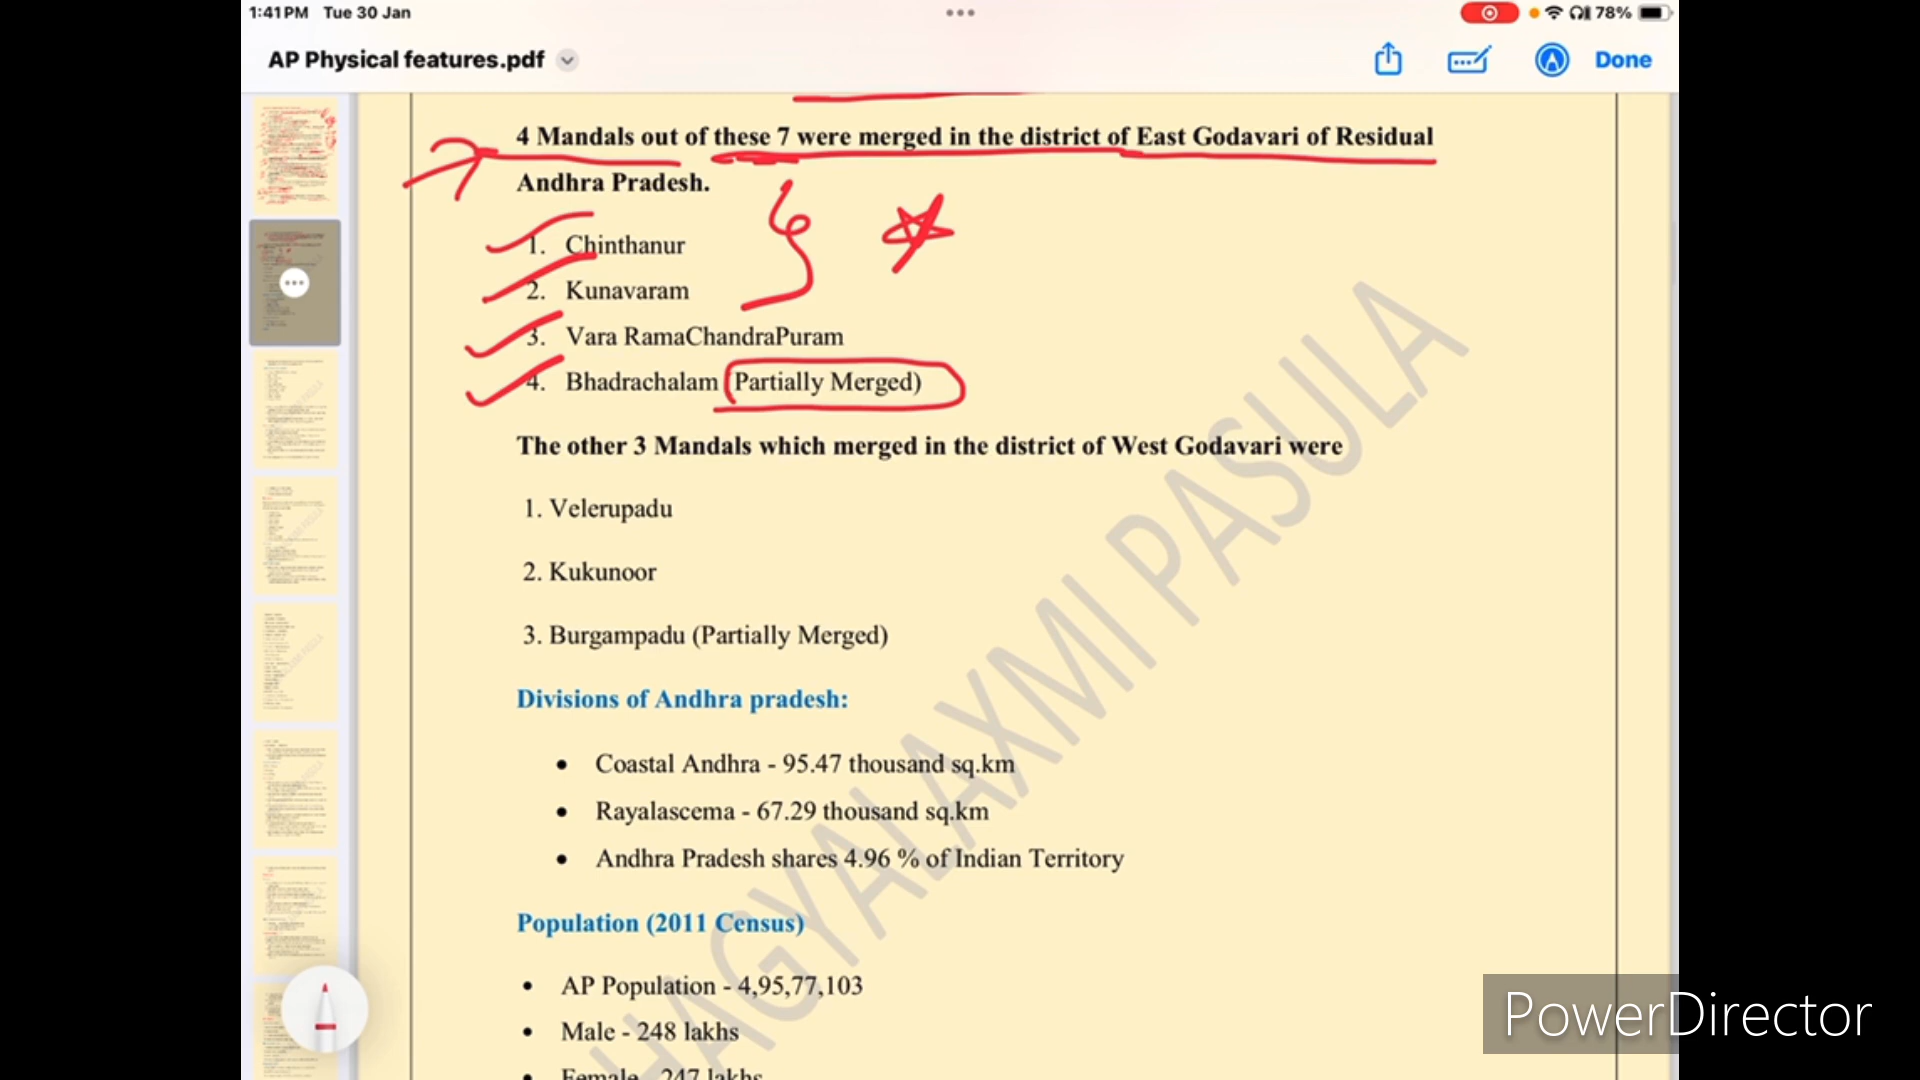 1:41 PM Tue 30 Jan
78%
AP Physical features.pdf
Done
4 Mandals out of these 7 were merged in the district of East Godavari of Residual
Andhra Pradesh.
1. Chinthanur
2. Kunavaram
3. Vara RamaChandraPuram
4. Bhadrachalam (Partially Merged)
The other 3 Mandals which merged in the district of West Godavari were
1. Velerupadu
2. Kukunoor
3. Burgampadu (Partially Merged)
Divisions of Andhra pradesh:
• Coastal Andhra - 95.47 thousand sq.km
• Rayalascema - 67.29 thousand sq.km
• Andhra Pradesh shares 4.96 % of Indian Territory
Population (2011 Census)
• AP Population - 4,95,77,103
• Male - 248 lakhs
• Female - 247 lakhs
HAGYALAXMI PASULA
PowerDirector